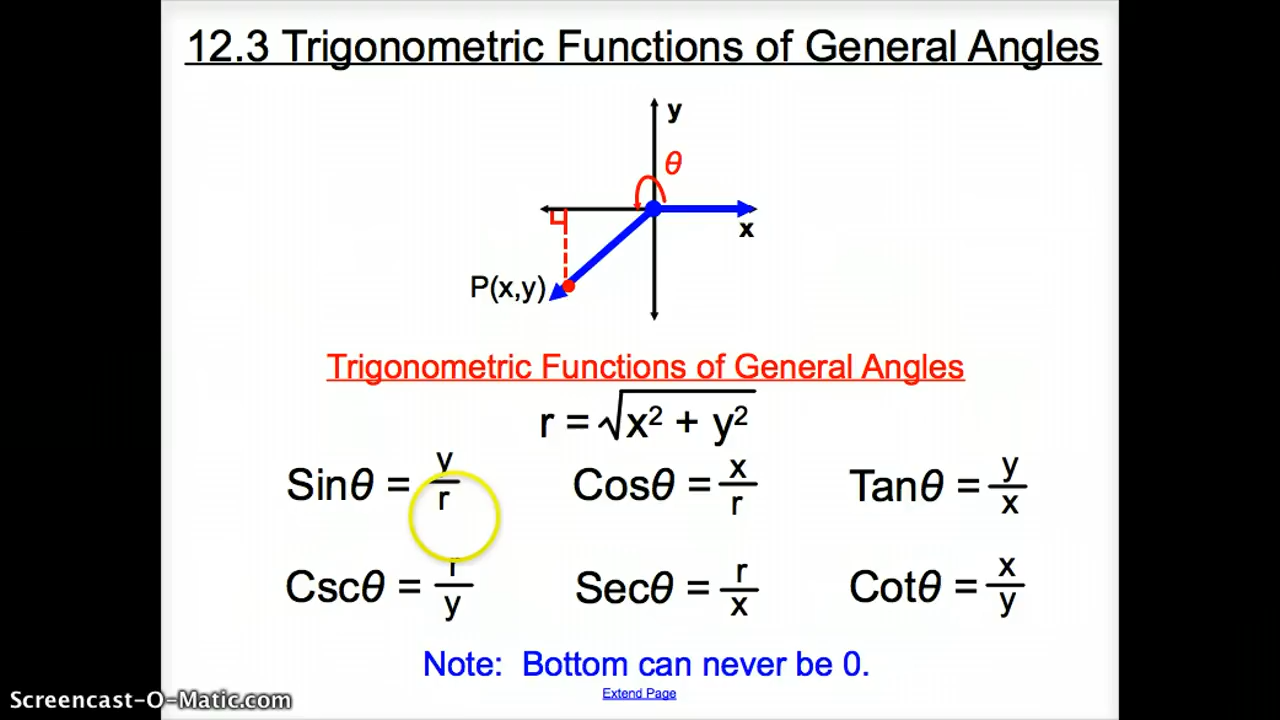 12.3 Trigonometric Functions of General Angles
y
θ
x
P(x,y)
Trigonometric Functions of General Angles
r = √x² + y²
Sinθ = y/r Cosθ = x/r Tanθ = y/x
Cscθ = r/y Secθ = r/x Cotθ = x/y
Note: Bottom can never be 0.
Extend Page
Screencast-O-Matic.com